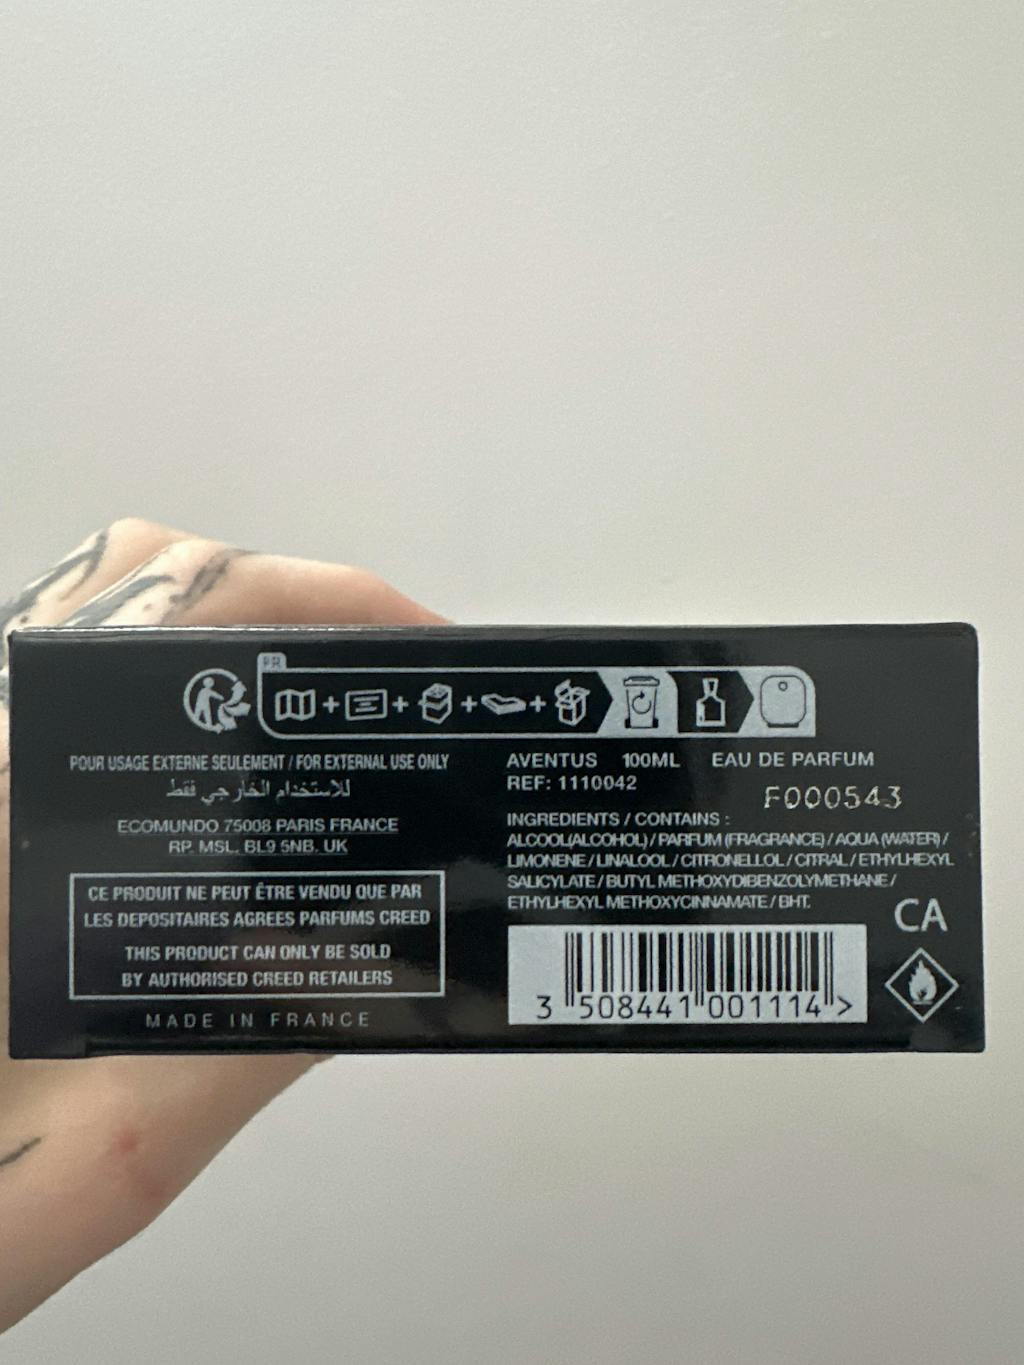 FR
POUR USAGE EXTERNE SEULEMENT / FOR EXTERNAL USE ONLY
للاستخدام الخارجي فقط
ECOMUNDO 75008 PARIS FRANCE
RP. MSL. BL9 5NB. UK
CE PRODUIT NE PEUT ÊTRE VENDU QUE PAR
LES DEPOSITAIRES AGREES PARFUMS CREED
THIS PRODUCT CAN ONLY BE SOLD
BY AUTHORISED CREED RETAILERS
MADE IN FRANCE
AVENTUS 100ML EAU DE PARFUM
REF: 1110042
F000543
INGREDIENTS / CONTAINS :
ALCOOL(ALCOHOL) / PARFUM (FRAGRANCE) / AQUA (WATER) /
LIMONENE / LINALOOL / CITRONELLOL / CITRAL / ETHYLHEXYL
SALICYLATE / BUTYL METHOXYDIBENZOLYMETHANE /
ETHYLHEXYL METHOXYCINNAMATE / BHT.
CA
3 508441 001114 >